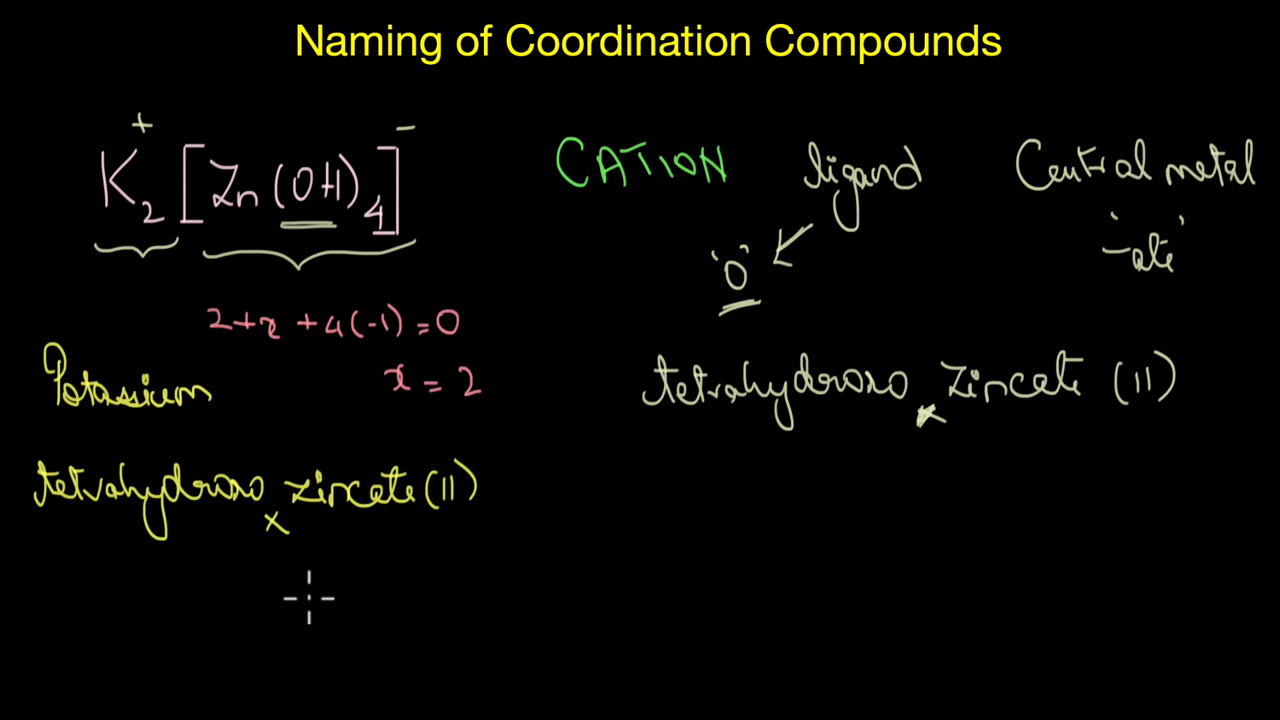 Naming of Coordination Compounds
K₂⁺ [Zn(OH)₄]⁻
CATION ligand Central metal
'O' '-ate'
2+x +4(-1) =0
x = 2
Potassium
tetrahydroxo zincate (II)
tetrahydroxo x zincate (II)